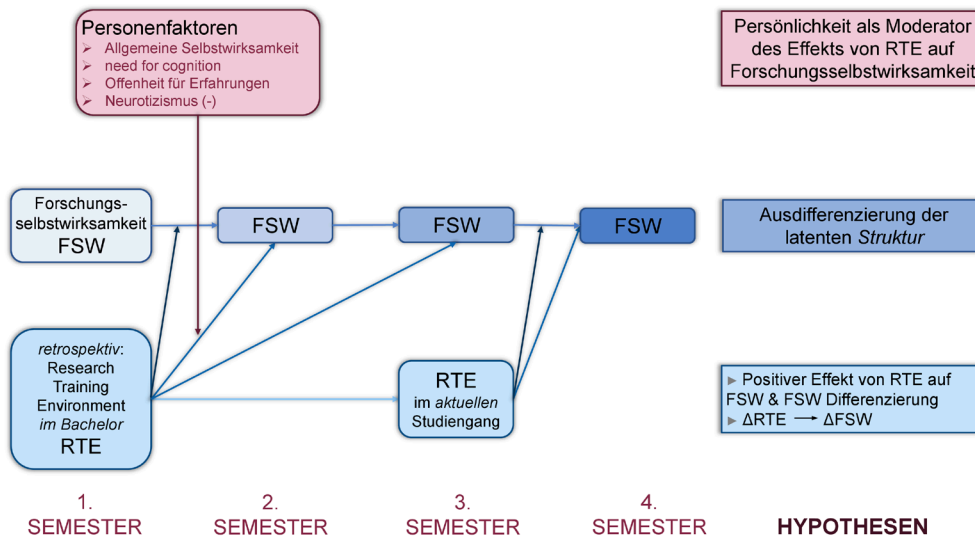 Personenfaktoren
➢ Allgemeine Selbstwirksamkeit
➢ need for cognition
➢ Offenheit für Erfahrungen
➢ Neurotizismus (-)
Persönlichkeit als Moderator
des Effekts von RTE auf
Forschungsselbstwirksamkeit
Forschungs-
selbstwirksamkeit
FSW
FSW
FSW
FSW
Ausdifferenzierung der
latenten Struktur
retrospektiv:
Research
Training
Environment
im Bachelor
RTE
RTE
im aktuellen
Studiengang
► Positiver Effekt von RTE auf
FSW & FSW Differenzierung
► ΔRTE → ΔFSW
1.
SEMESTER
2.
SEMESTER
3.
SEMESTER
4.
SEMESTER
HYPOTHESEN